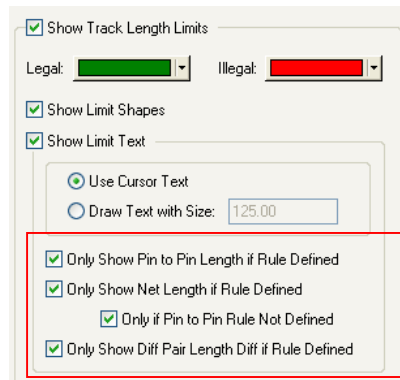 Show Track Length Limits
Legal: Illegal:
Show Limit Shapes
Show Limit Text
Use Cursor Text
Draw Text with Size: 125.00
Only Show Pin to Pin Length if Rule Defined
Only Show Net Length if Rule Defined
Only if Pin to Pin Rule Not Defined
Only Show Diff Pair Length Diff if Rule Defined